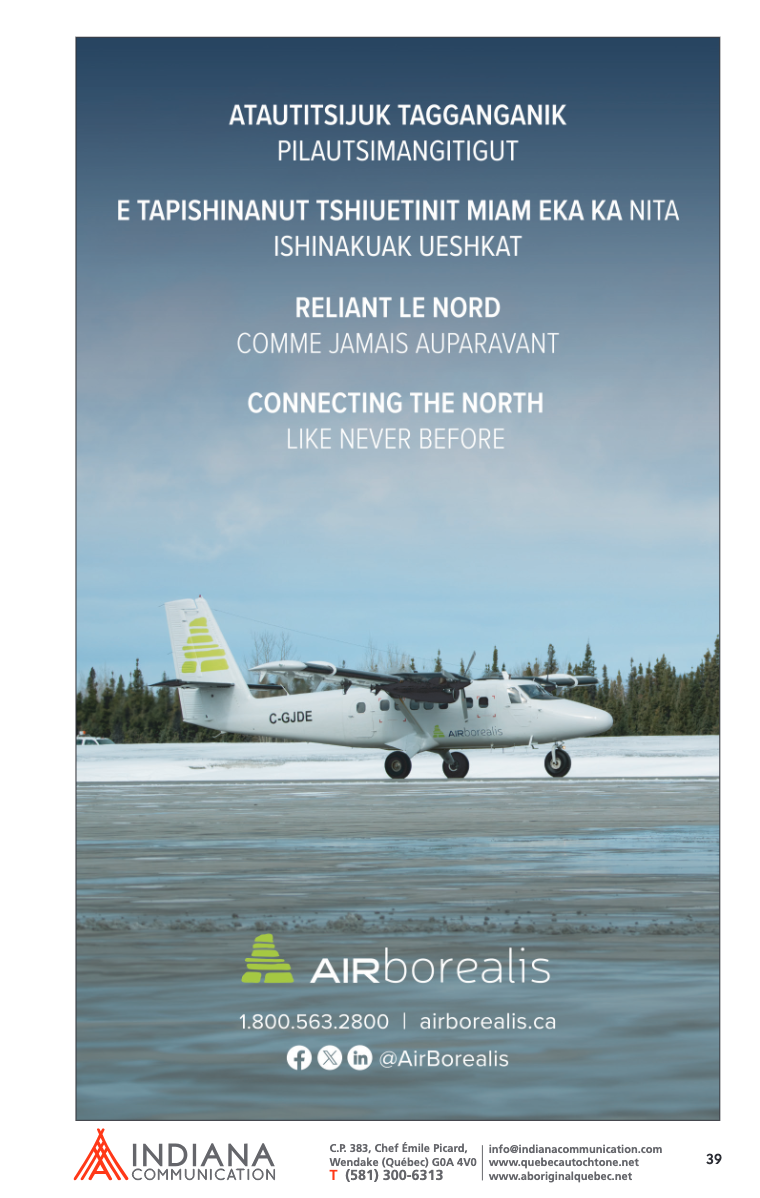 ATAUTITSIJUK TAGGANGANIK
PILAUTSIMANGITIGUT
E TAPISHINANUT TSHIUETINIT MIAM EKA KA NITA
ISHINAKUAK UESHKAT
RELIANT LE NORD
COMME JAMAIS AUPARAVANT
CONNECTING THE NORTH
LIKE NEVER BEFORE
C-GJDE
AIRborealis
AIRborealis
1.800.563.2800 | airborealis.ca
@AirBorealis
INDIANA
COMMUNICATION
C.P. 383, Chef Émile Picard,
Wendake (Québec) G0A 4V0
T (581) 300-6313
info@indianacommunication.com
www.quebecautochtone.net
www.aboriginalquebec.net
39